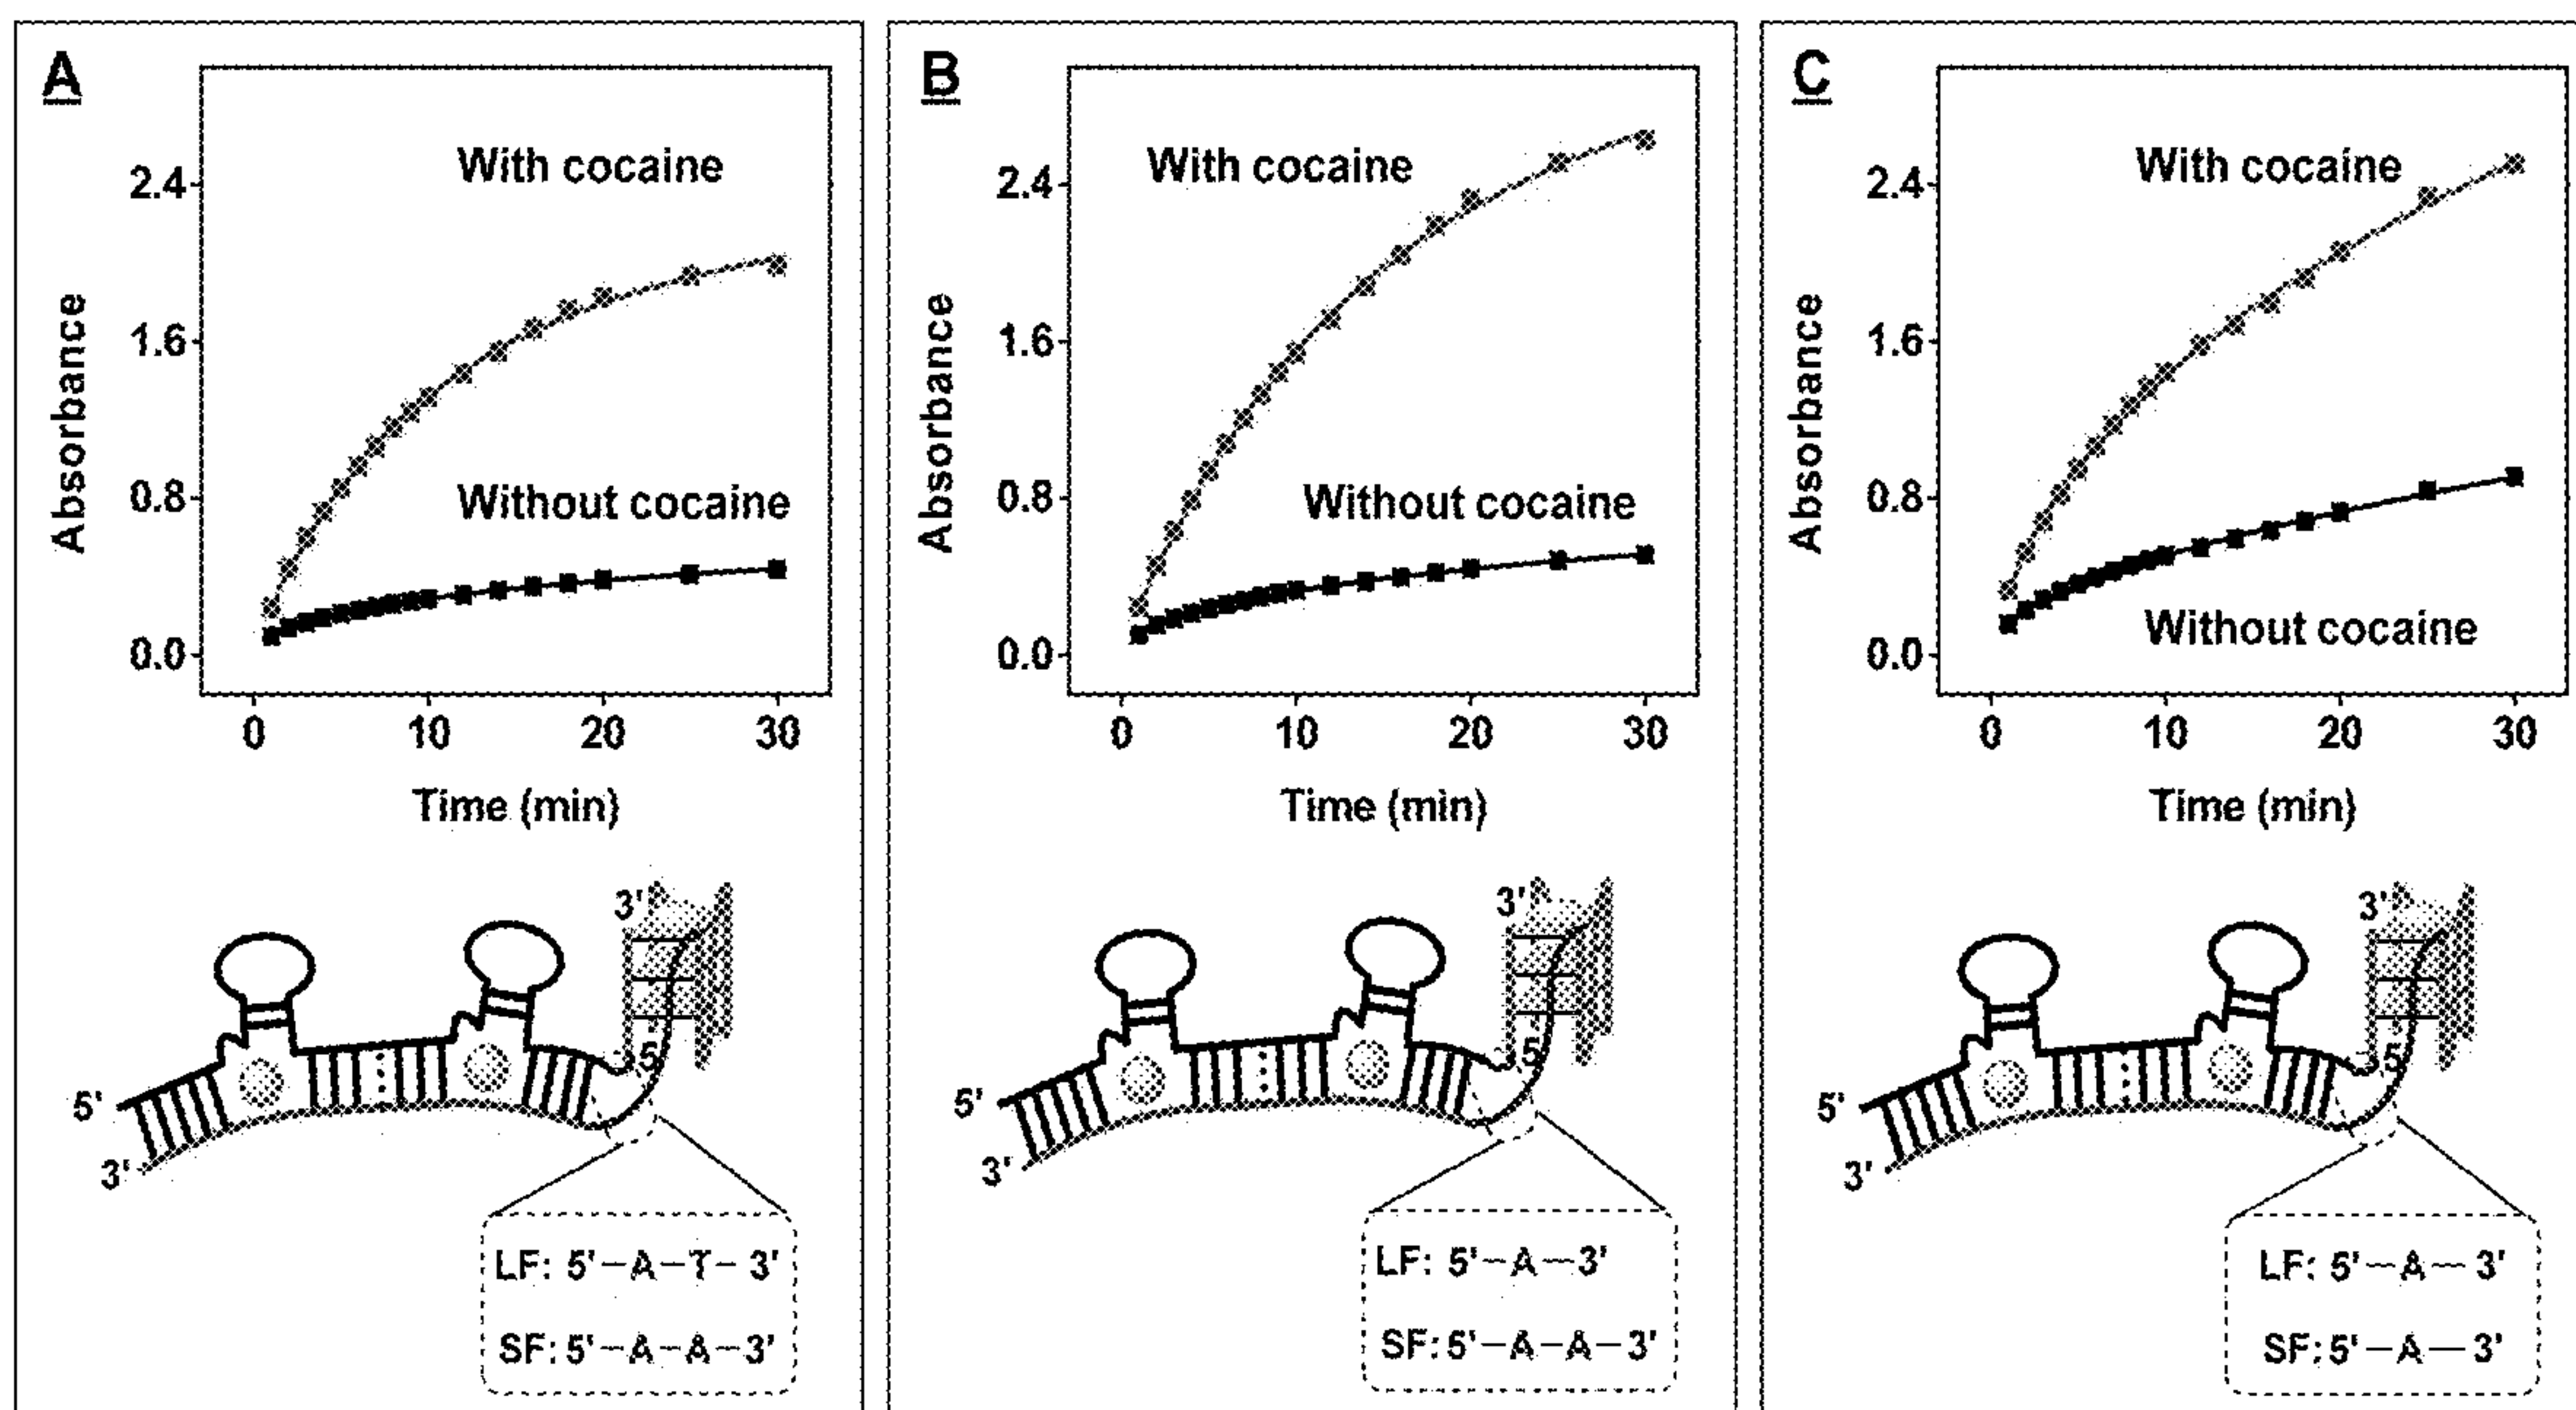 A
With cocaine
Without cocaine
Absorbance
2.4
1.6
0.8
0.0
0 10 20 30
Time (min)
3'
5'
5'
3'
LF: 5'–A–T–3'
SF: 5'–A–A–3'
B
With cocaine
Without cocaine
Absorbance
2.4
1.6
0.8
0.0
0 10 20 30
Time (min)
3'
5'
5'
3'
LF: 5'–A–3'
SF: 5'–A–A–3'
C
With cocaine
Without cocaine
Absorbance
2.4
1.6
0.8
0.0
0 10 20 30
Time (min)
3'
5'
5'
3'
LF: 5'–A–3'
SF: 5'–A–3'